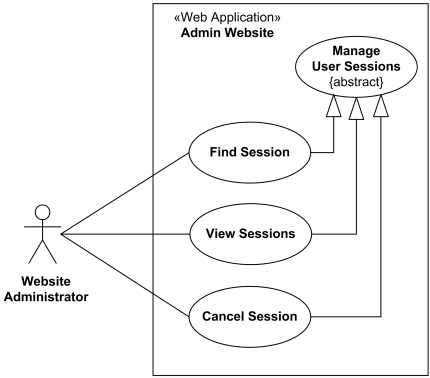 «Web Application»
Admin Website
Manage
User Sessions
{abstract}
Find Session
View Sessions
Website
Administrator
Cancel Session